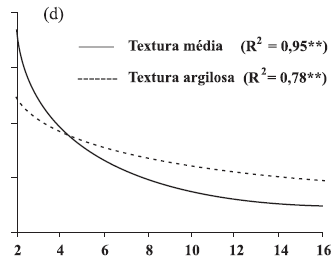 (d)
Textura média (R² = 0,95**)
Textura argilosa (R²= 0,78**)
2 4 6 8 10 12 14 16